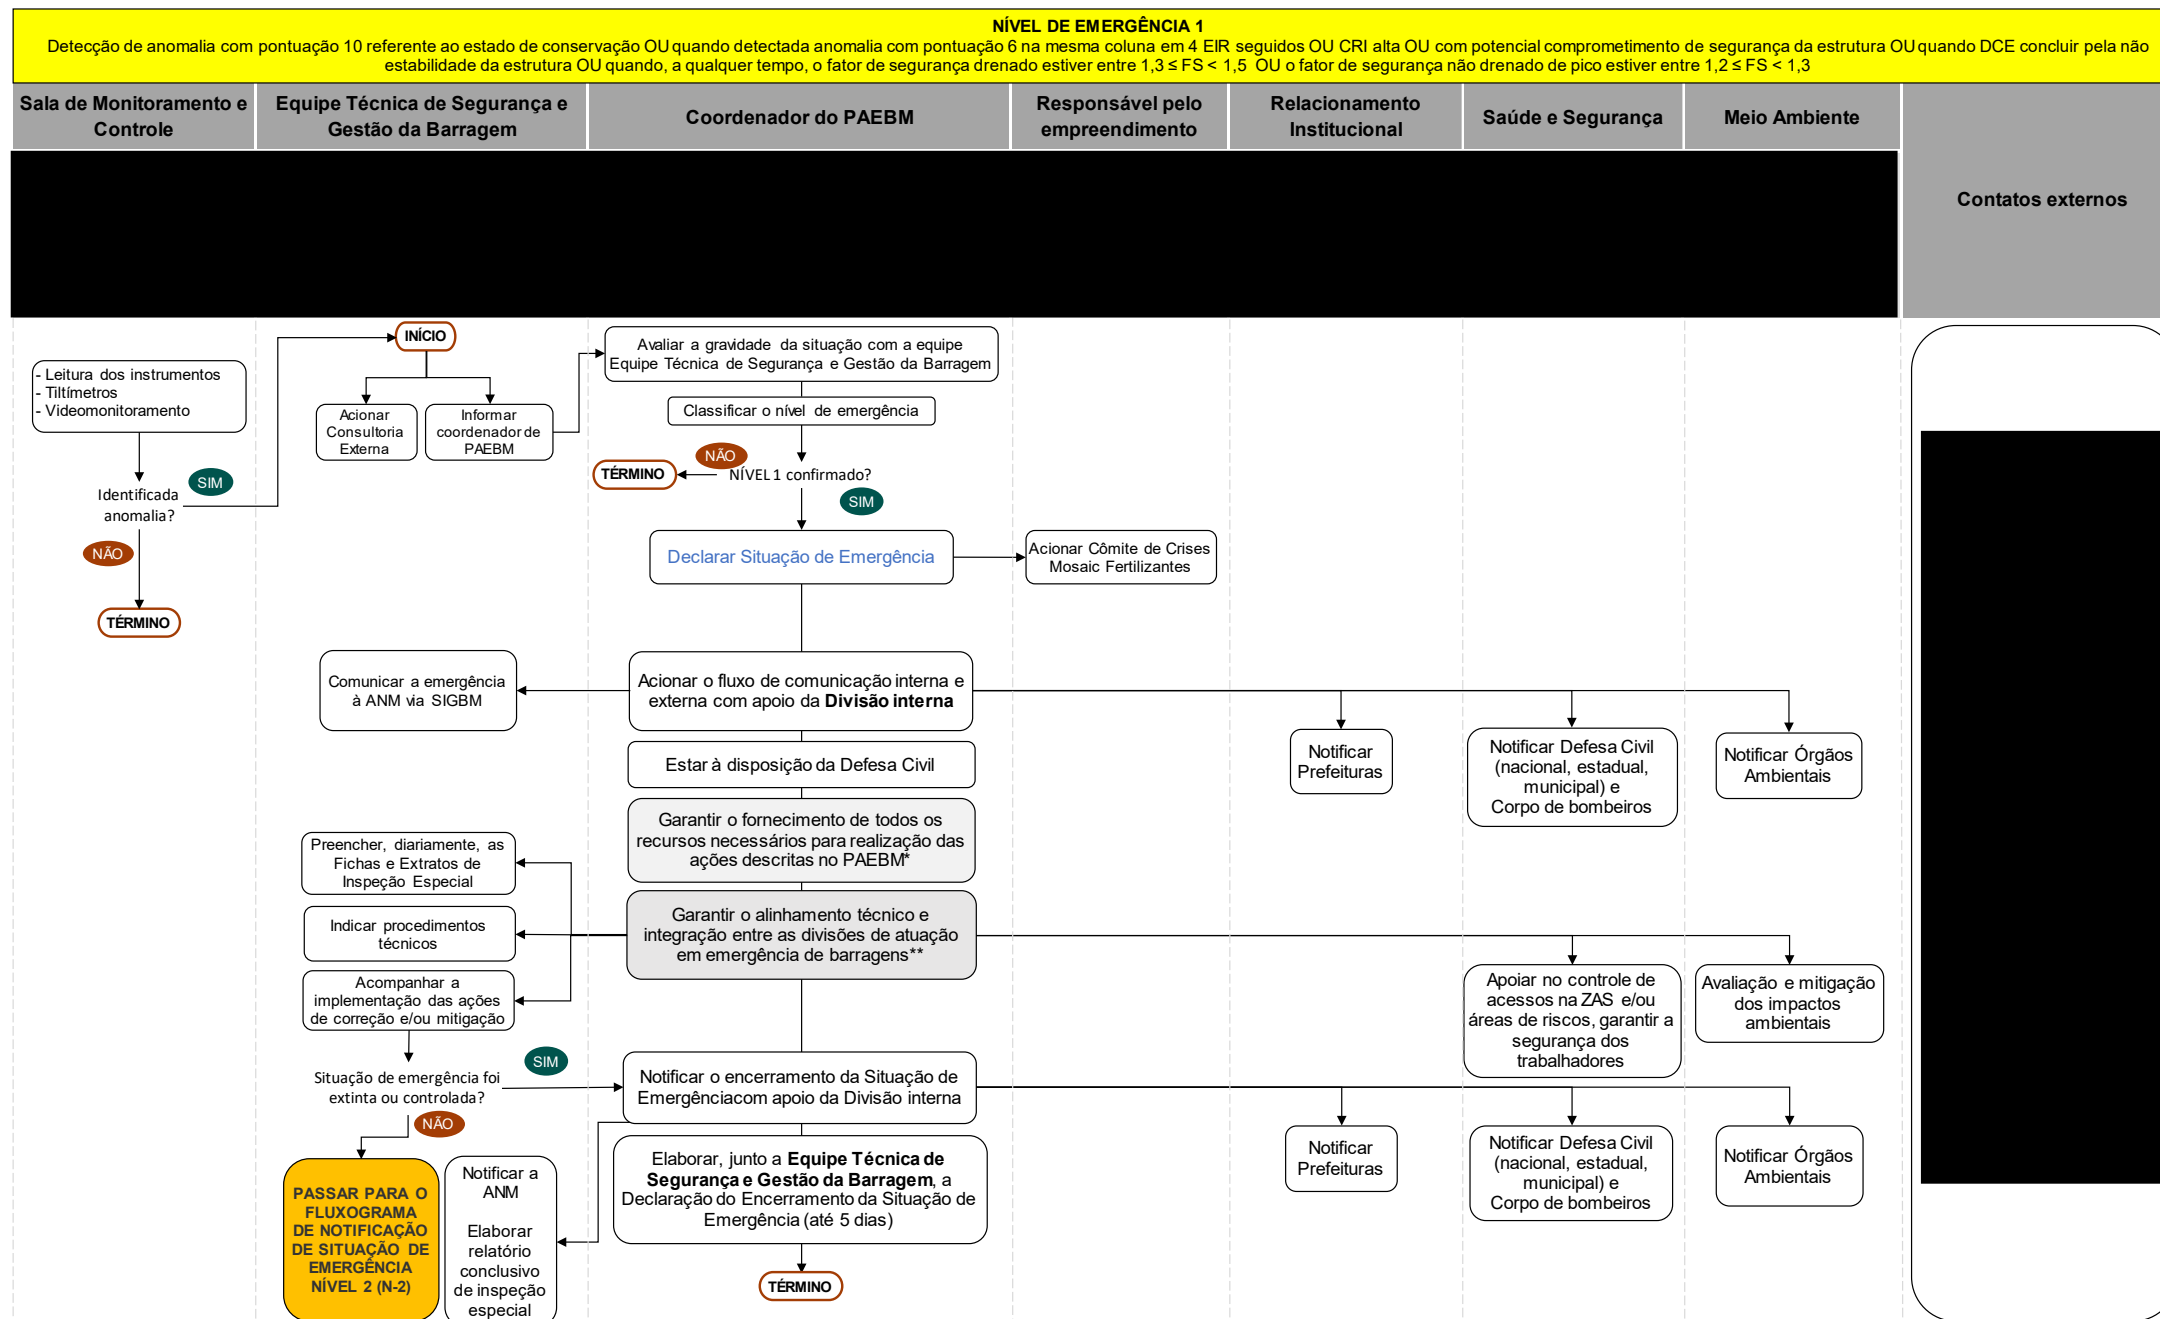 NÍVEL DE EMERGÊNCIA 1
Detecção de anomalia com pontuação 10 referente ao estado de conservação OU quando detectada anomalia com pontuação 6 na mesma coluna em 4 EIR seguidos OU CRI alta OU com potencial comprometimento de segurança da estrutura OU quando DCE concluir pela não
estabilidade da estrutura OU quando, a qualquer tempo, o fator de segurança drenado estiver entre 1,3 ≤ FS < 1,5 OU o fator de segurança não drenado de pico estiver entre 1,2 ≤ FS < 1,3
Sala de Monitoramento e
Controle
Equipe Técnica de Segurança e
Gestão da Barragem
Coordenador do PAEBM
Responsável pelo
empreendimento
Relacionamento
Institucional
Saúde e Segurança
Meio Ambiente
Contatos externos
- Leitura dos instrumentos
- Tiltímetros
- Videomonitoramento
Identificada
anomalia?
SIM
NÃO
TÉRMINO
INÍCIO
Acionar
Consultoria
Externa
Informar
coordenador de
PAEBM
Avaliar a gravidade da situação com a equipe
Equipe Técnica de Segurança e Gestão da Barragem
Classificar o nível de emergência
NÃO
TÉRMINO
NÍVEL 1 confirmado?
SIM
Declarar Situação de Emergência
Acionar Cômite de Crises
Mosaic Fertilizantes
Comunicar a emergência
à ANM via SIGBM
Acionar o fluxo de comunicação interna e
externa com apoio da Divisão interna
Notificar
Prefeituras
Notificar Defesa Civil
(nacional, estadual,
municipal) e
Corpo de bombeiros
Notificar Órgãos
Ambientais
Estar à disposição da Defesa Civil
Garantir o fornecimento de todos os
recursos necessários para realização das
ações descritas no PAEBM*
Preencher, diariamente, as
Fichas e Extratos de
Inspeção Especial
Indicar procedimentos
técnicos
Garantir o alinhamento técnico e
integração entre as divisões de atuação
em emergência de barragens**
Acompanhar a
implementação das ações
de correção e/ou mitigação
Apoiar no controle de
acessos na ZAS e/ou
áreas de riscos, garantir a
segurança dos
trabalhadores
Avaliação e mitigação
dos impactos
ambientais
Situação de emergência foi
extinta ou controlada?
SIM
NÃO
Notificar o encerramento da Situação de
Emergênciacom apoio da Divisão interna
Notificar
Prefeituras
Notificar Defesa Civil
(nacional, estadual,
municipal) e
Corpo de bombeiros
Notificar Órgãos
Ambientais
PASSAR PARA O
FLUXOGRAMA
DE NOTIFICAÇÃO
DE SITUAÇÃO DE
EMERGÊNCIA
NÍVEL 2 (N-2)
Notificar a
ANM
Elaborar
relatório
conclusivo
de inspeção
especial
Elaborar, junto a Equipe Técnica de
Segurança e Gestão da Barragem, a
Declaração do Encerramento da Situação de
Emergência (até 5 dias)
TÉRMINO